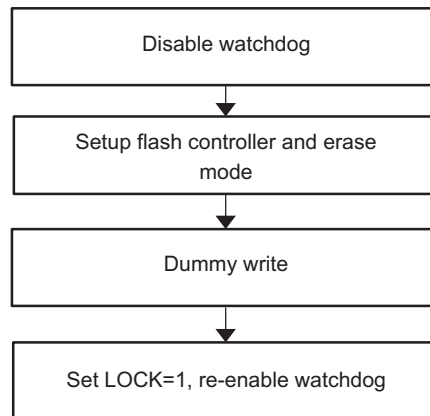 Disable watchdog
Setup flash controller and erase
mode
Dummy write
Set LOCK=1, re-enable watchdog